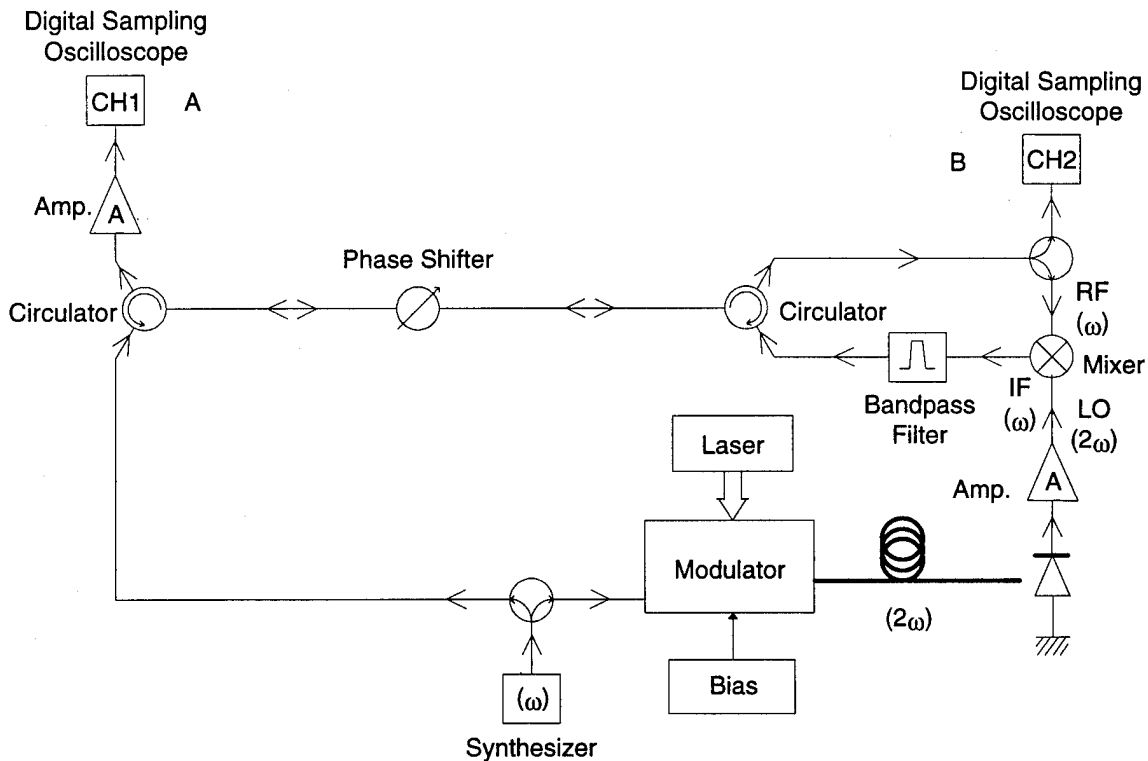 Digital Sampling
Oscilloscope
CH1
A
Digital Sampling
Oscilloscope
B
CH2
Amp.
A
Phase Shifter
Circulator
Circulator
RF
(ω)
Mixer
IF
(ω)
LO
(2ω)
Bandpass
Filter
Laser
Amp.
A
Modulator
(2ω)
Bias
(ω)
Synthesizer